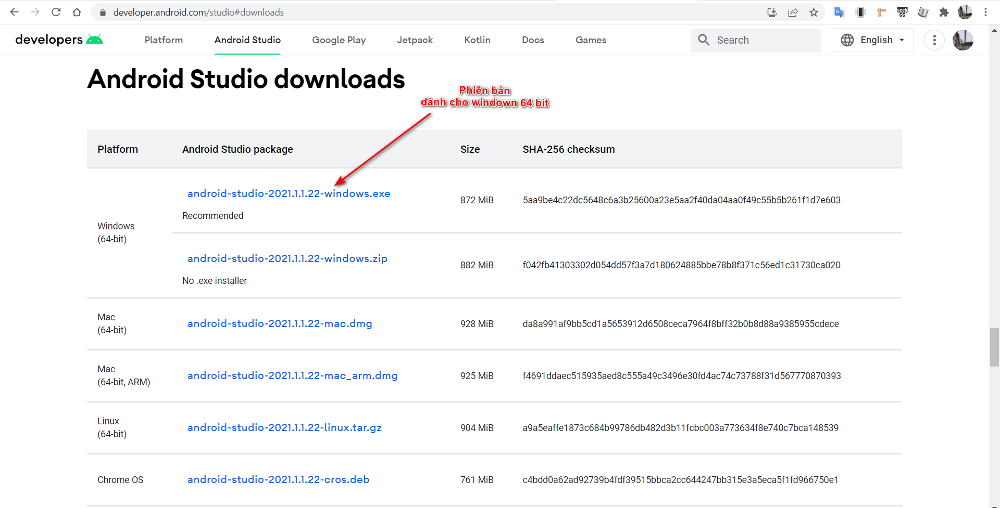 developer.android.com/studio#downloads
seek
CC
developers
Platform
Android Studio
Google Play
Jetpack
Kotlin
Docs
Games
Search
English
Android Studio downloads
Phiên bản
dành cho windown 64 bit
Platform
Android Studio package
Size
SHA-256 checksum
Windows
(64-bit)
android-studio-2021.1.1.22-windows.exe
Recommended
872 MiB
5aa9be4c22dc5648c6a3b25600a23e5aa2f40da04aa0f49c55b5b261f1d7e603
android-studio-2021.1.1.22-windows.zip
No .exe installer
882 MiB
f042fb41303302d054dd57f3a7d180624885bbe78b8f371c56ed1c31730ca020
Mac
(64-bit)
android-studio-2021.1.1.22-mac.dmg
928 MiB
da8a991af9bb5cd1a5653912d6508ceca7964f8bff32b0b8d88a9385955cdece
Mac
(64-bit, ARM)
android-studio-2021.1.1.22-mac_arm.dmg
925 MiB
f4691ddaec515935aed8c555a49c3496e30fd4ac74c73788f31d567770870393
Linux
(64-bit)
android-studio-2021.1.1.22-linux.tar.gz
904 MiB
a9a5eaffe1873c684b99786db482d3b11fcbc003a773634f8e740c7bca148539
Chrome OS
android-studio-2021.1.1.22-cros.deb
761 MiB
c4bdd0a62ad92739b4fdf39515bbca2cc644247bb315e3a5eca5f1fd966750e1